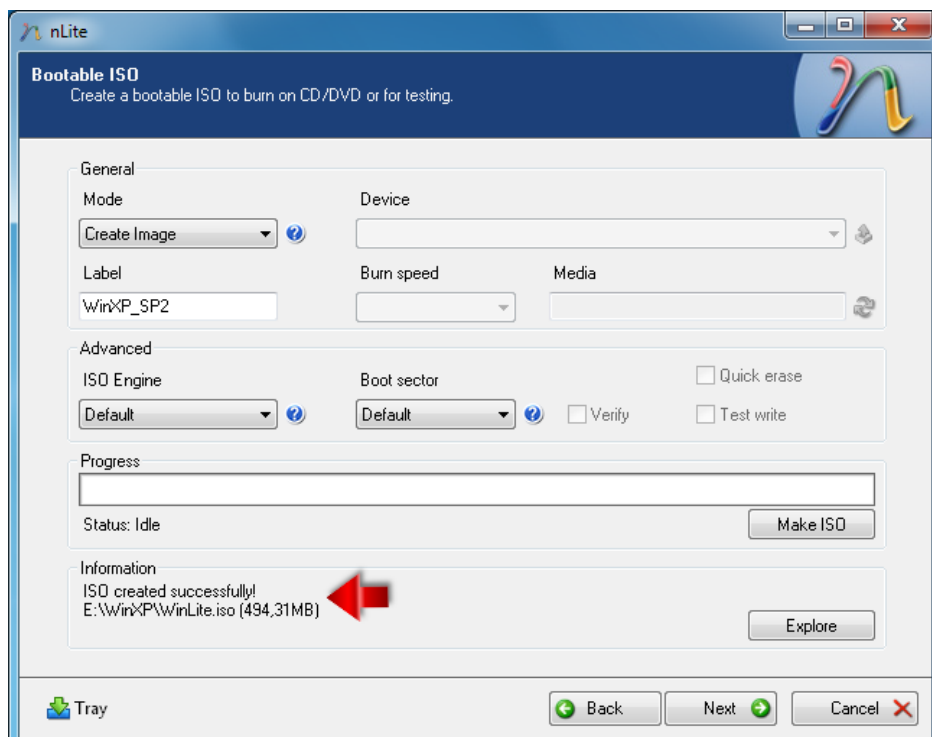 nLite
Bootable ISO
Create a bootable ISO to burn on CD/DVD or for testing.
General
Mode
Device
Create Image
Label
Burn speed
Media
WinXP_SP2
Advanced
ISO Engine
Boot sector
Quick erase
Default
Default
Verify
Test write
Progress
Status: Idle
Make ISO
Information
ISO created successfully!
E:\WinXP\WinLite.iso (494,31MB)
Explore
Tray
Back
Next
Cancel